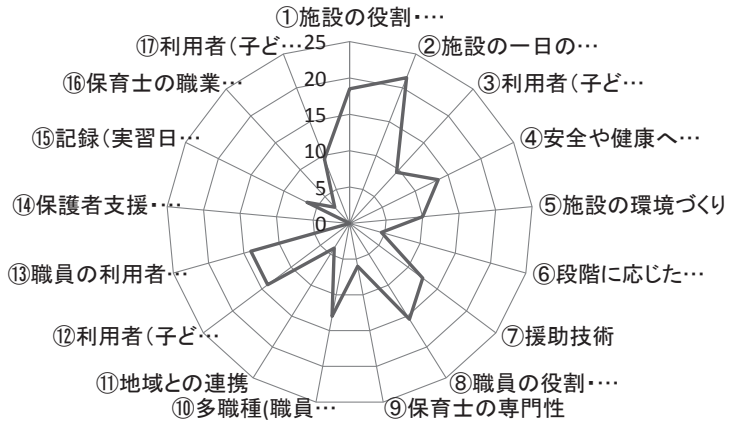 ①施設の役割・…
②施設の一日の…
③利用者（子ど…
④安全や健康へ…
⑤施設の環境づくり
⑥段階に応じた…
⑦援助技術
⑧職員の役割・…
⑨保育士の専門性
⑩多職種(職員…
⑪地域との連携
⑫利用者（子ど…
⑬職員の利用者…
⑭保護者支援・…
⑮記録（実習日…
⑯保育士の職業…
⑰利用者（子ど…
25
20
15
10
5
0